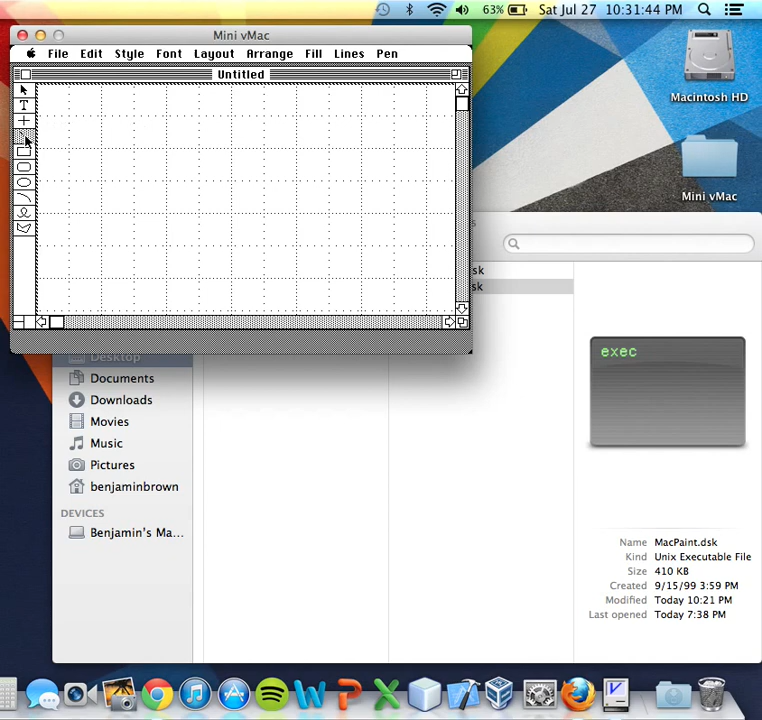 63% Sat Jul 27 10:31:44 PM
Mini vMac
File Edit Style Font Layout Arrange Fill Lines Pen
Untitled
T
Macintosh HD
Mini vMac
sk
sk
exec
Desktop
Documents
Downloads
Movies
Music
Pictures
benjaminbrown
DEVICES
Benjamin's Ma...
Name MacPaint.dsk
Kind Unix Executable File
Size 410 KB
Created 9/15/99 3:59 PM
Modified Today 10:21 PM
Last opened Today 7:38 PM